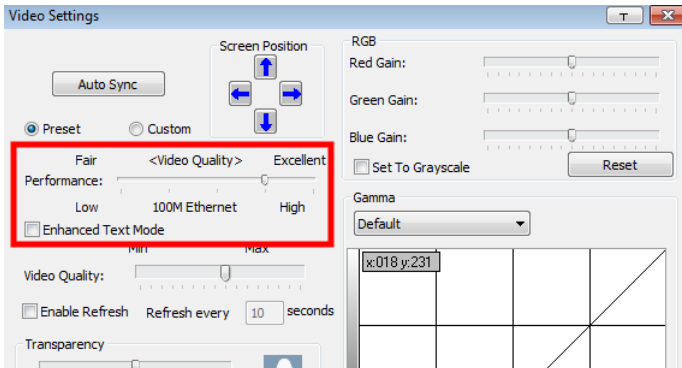 Video Settings
T
Auto Sync
Screen Position
Preset
Custom
Fair <Video Quality> Excellent
Performance:
Low 100M Ethernet High
Enhanced Text Mode
Min Max
Video Quality:
Enable Refresh Refresh every 10 seconds
Transparency
RGB
Red Gain:
Green Gain:
Blue Gain:
Set To Grayscale
Reset
Gamma
Default
x:018 y:231